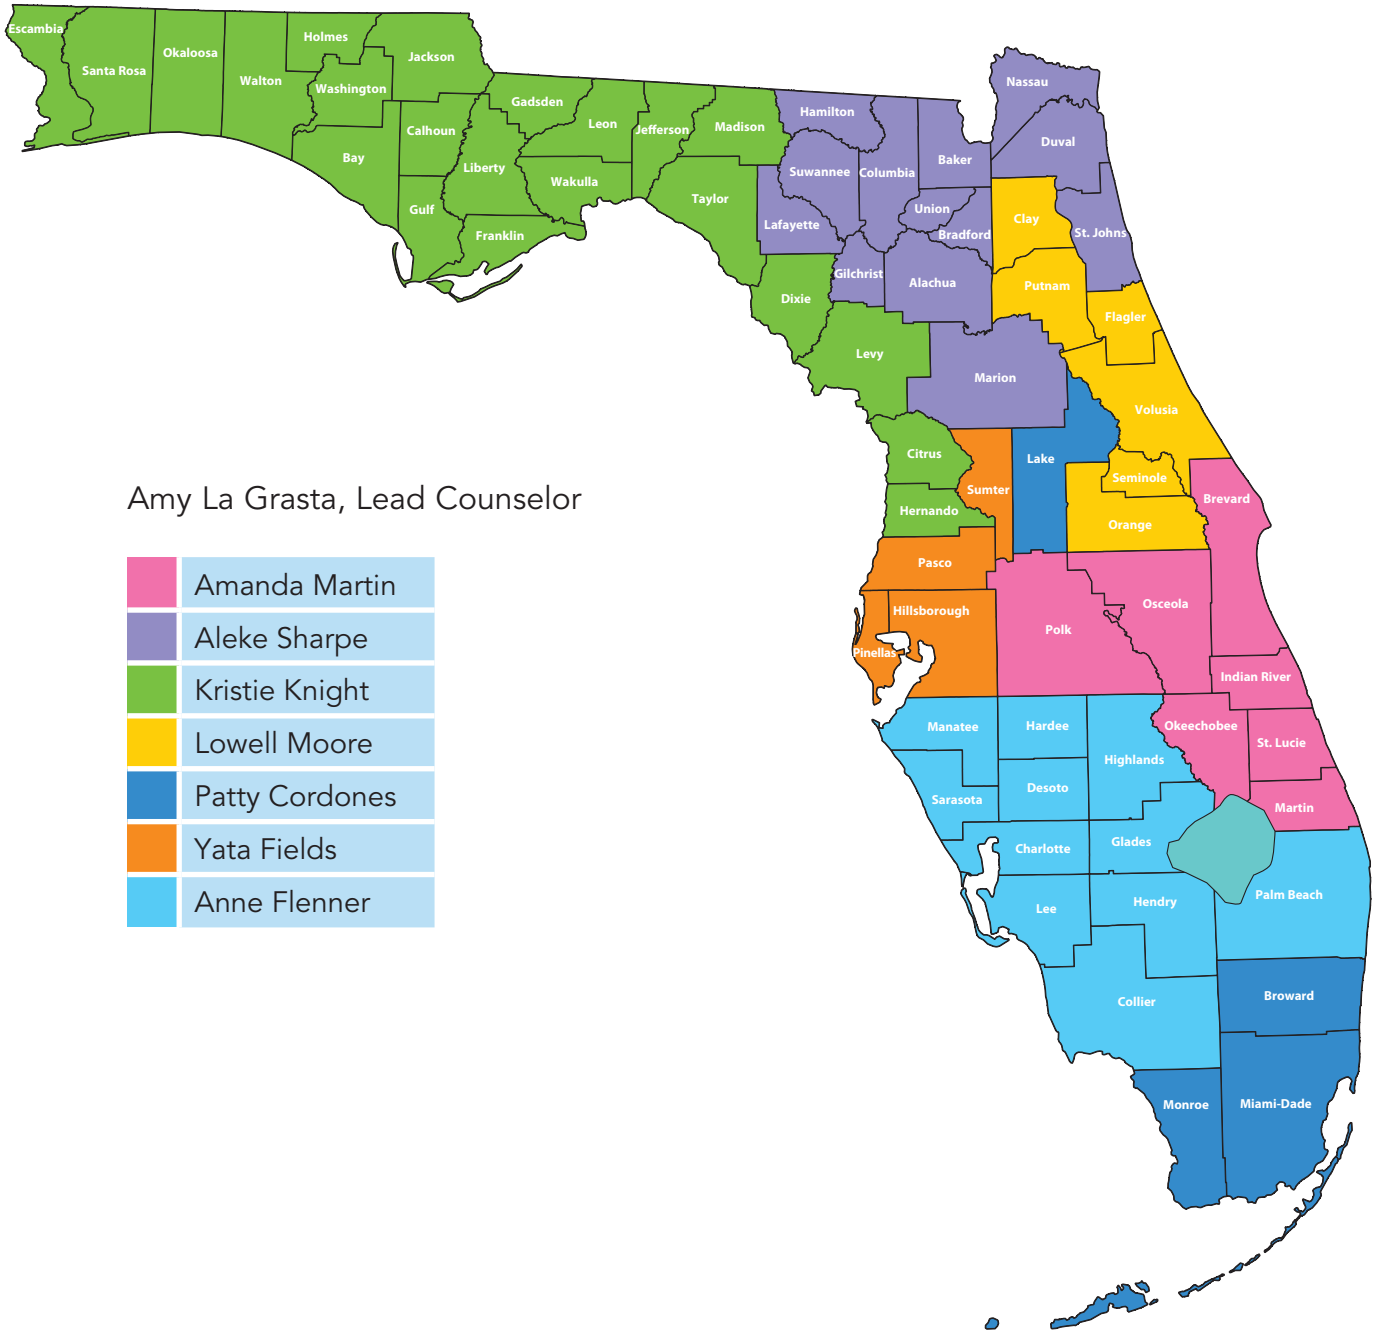 Escambia
Santa Rosa
Okaloosa
Walton
Holmes
Washington
Jackson
Bay
Calhoun
Gulf
Liberty
Gadsden
Franklin
Leon
Wakulla
Jefferson
Madison
Taylor
Hamilton
Suwannee
Lafayette
Columbia
Baker
Nassau
Duval
Union
Bradford
Clay
St. Johns
Gilchrist
Alachua
Putnam
Flagler
Dixie
Levy
Marion
Volusia
Citrus
Sumter
Lake
Seminole
Orange
Brevard
Hernando
Pasco
Hillsborough
Pinellas
Polk
Osceola
Indian River
Manatee
Hardee
Highlands
Okeechobee
St. Lucie
Sarasota
Desoto
Martin
Charlotte
Glades
Lee
Hendry
Palm Beach
Collier
Broward
Monroe
Miami-Dade
Amy La Grasta, Lead Counselor
Amanda Martin
Aleke Sharpe
Kristie Knight
Lowell Moore
Patty Cordones
Yata Fields
Anne Flenner